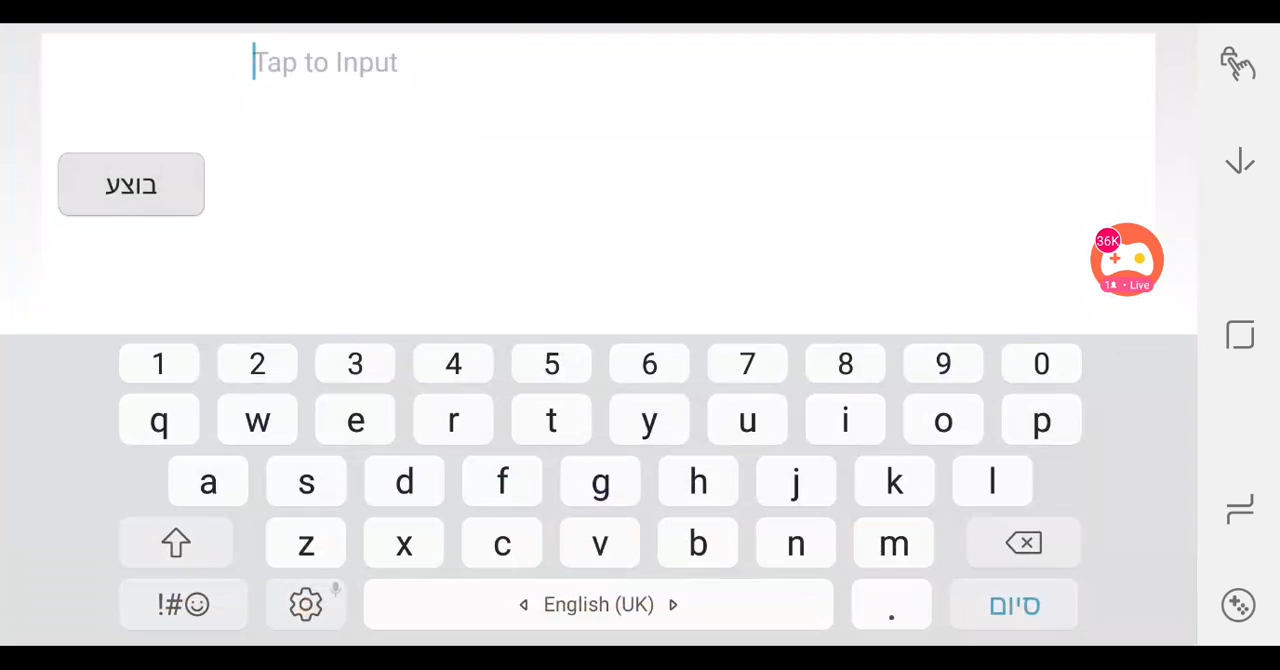 Tap to Input
בוצע
36K
1 • Live
1 2 3 4 5 6 7 8 9 0
q w e r t y u i o p
a s d f g h j k l
z x c v b n m
!#☺ English (UK) . סיום